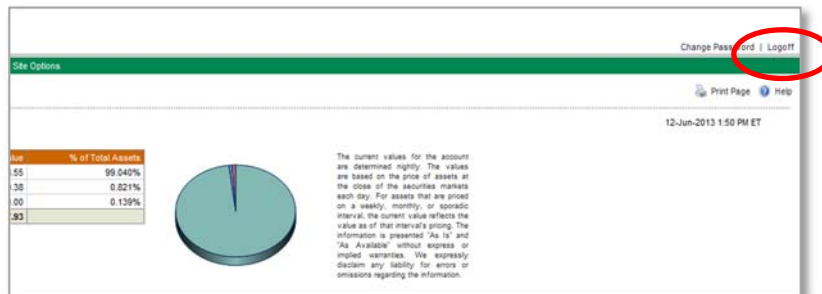 Change Password | Logoff
Site Options
Print Page Help
12-Jun-2013 1:50 PM ET
% of Total Assets
.55 99.040%
.38 0.821%
.00 0.139%
.93
The current values for the account
are determined nightly. The values
are based on the price of assets at
the close of the securities markets
each day. For assets that are priced
on a weekly, monthly, or sporadic
interval, the current value reflects the
value as of that interval's pricing. The
information is presented "As Is" and
"As Available" without express or
implied warranties. We expressly
disclaim any liability for errors or
omissions regarding the information.